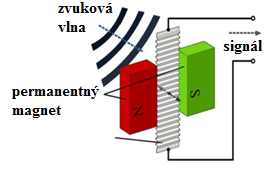 zvuková
vlna
signál
permanentný
magnet
N
S